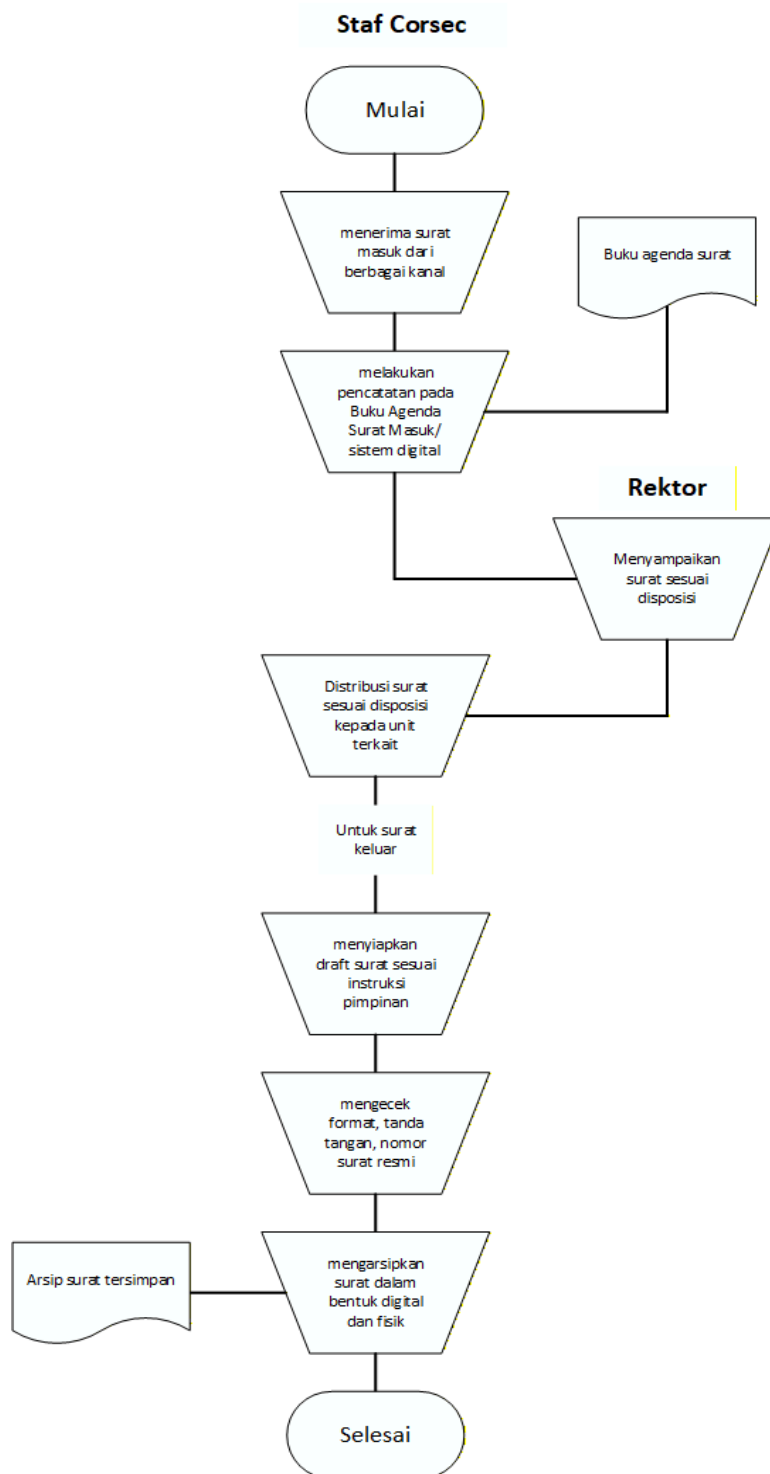 Staf Corsec
Mulai
menerima surat
masuk dari
berbagai kanal
Buku agenda surat
melakukan
pencatatan pada
Buku Agenda
Surat Masuk/
sistem digital
Rektor
Menyampaikan
surat sesuai
disposisi
Distribusi surat
sesuai disposisi
kepada unit
terkait
Untuk surat
keluar
menyiapkan
draft surat sesuai
instruksi
pimpinan
mengecek
format, tanda
tangan, nomor
surat resmi
Arsip surat tersimpan
mengarsipkan
surat dalam
bentuk digital
dan fisik
Selesai